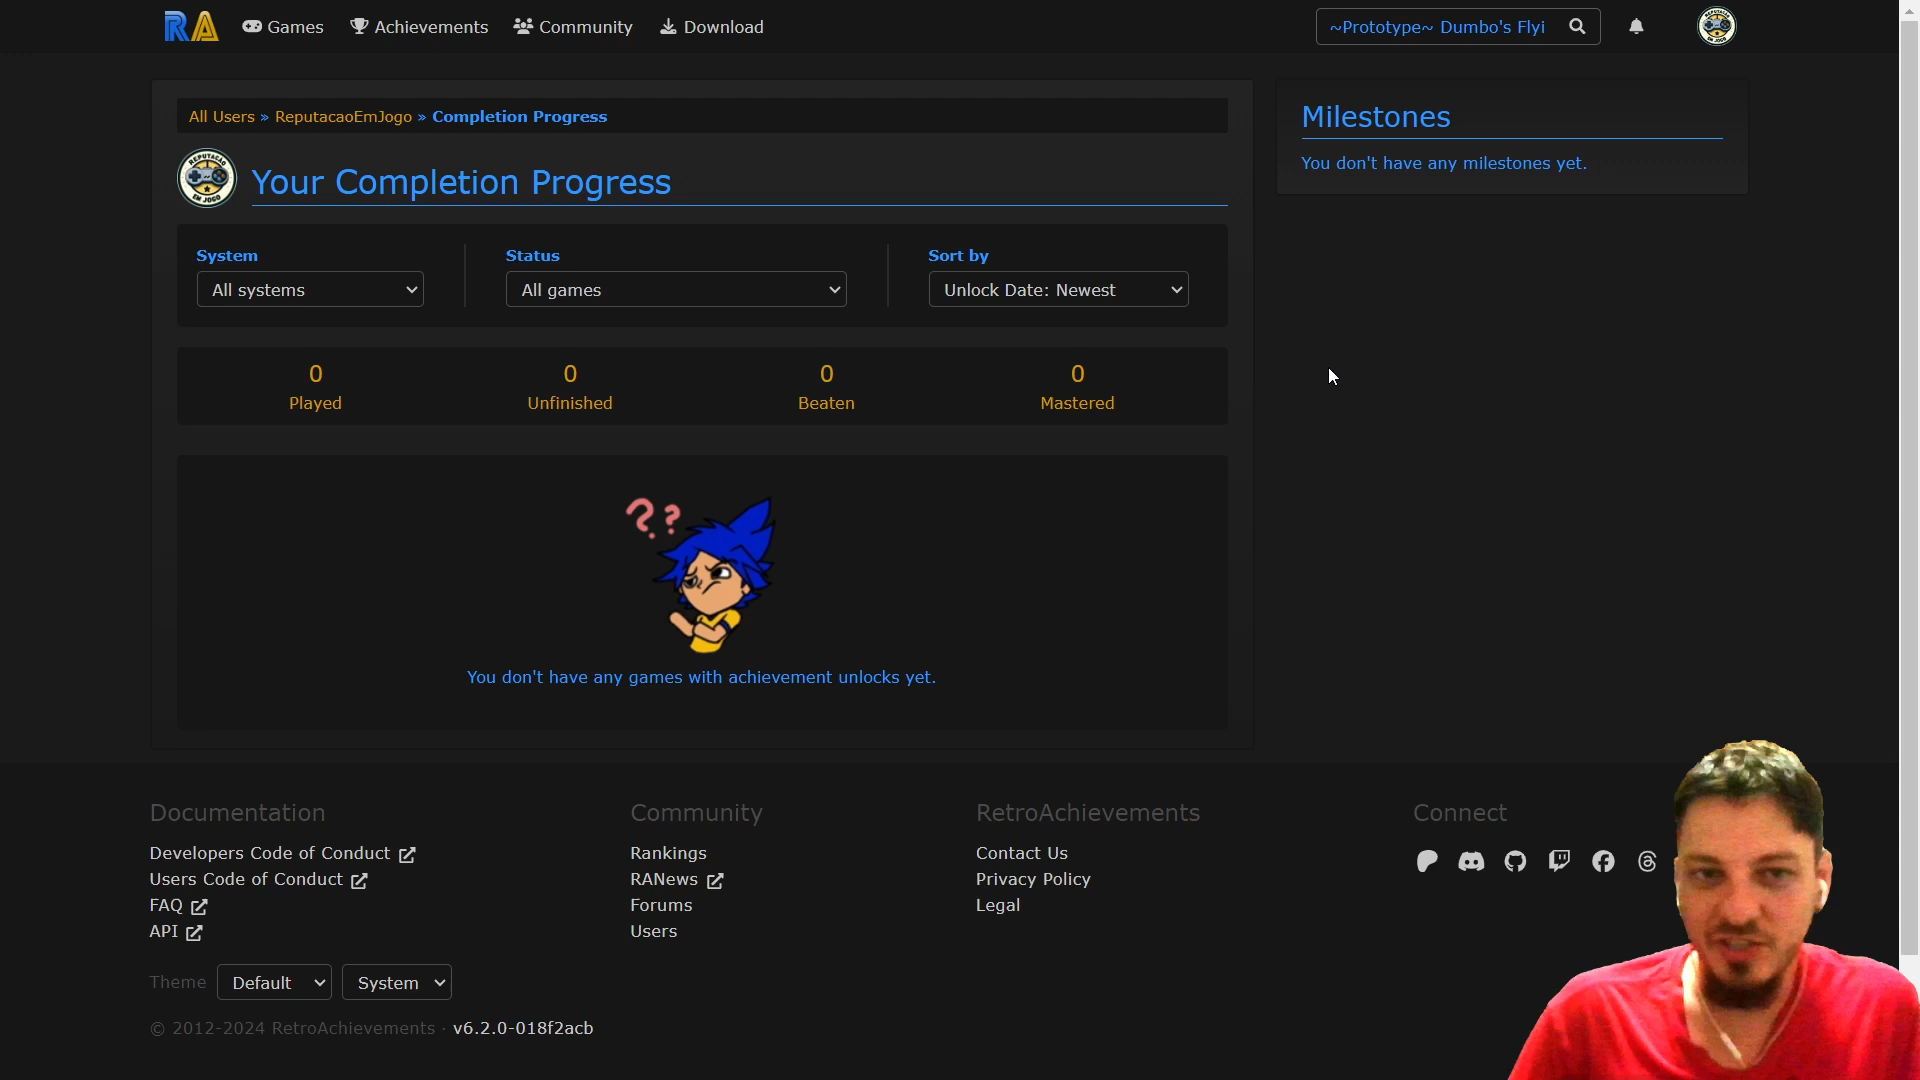 RA Games Achievements Community Download ~Prototype~ Dumbo's Flyi
All Users » ReputacaoEmJogo » Completion Progress
REPUTAÇÃO EM JOGO
Your Completion Progress
Milestones
You don't have any milestones yet.
System Status Sort by
All systems All games Unlock Date: Newest
0 0 0 0
Played Unfinished Beaten Mastered
? ?
You don't have any games with achievement unlocks yet.
Documentation
Developers Code of Conduct
Users Code of Conduct
FAQ
API
Community
Rankings
RANews
Forums
Users
RetroAchievements
Contact Us
Privacy Policy
Legal
Connect
Theme Default System
© 2012-2024 RetroAchievements · v6.2.0-018f2acb